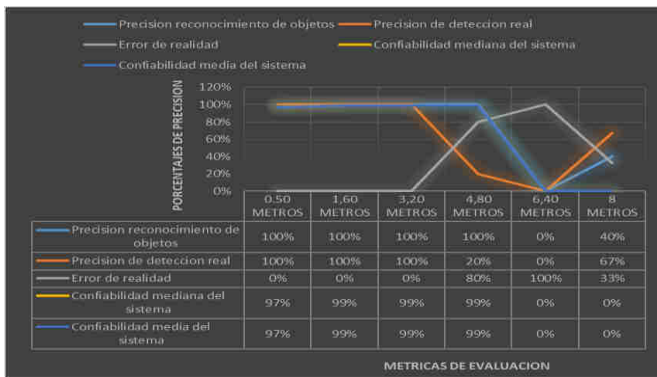 Precision reconocimiento de objetos
Precision de deteccion real
Error de realidad
Confiabilidad mediana del sistema
Confiabilidad media del sistema
PORCENTAJES DE PRECISION
120%
100%
80%
60%
40%
20%
0%
0.50 METROS
1,60 METROS
3,20 METROS
4,80 METROS
6,40 METROS
8 METROS
Precision reconocimiento de objetos 100% 100% 100% 100% 0% 40%
Precision de deteccion real 100% 100% 100% 20% 0% 67%
Error de realidad 0% 0% 0% 80% 100% 33%
Confiabilidad mediana del sistema 97% 99% 99% 99% 0% 0%
Confiabilidad media del sistema 97% 99% 99% 99% 0% 0%
METRICAS DE EVALUACION